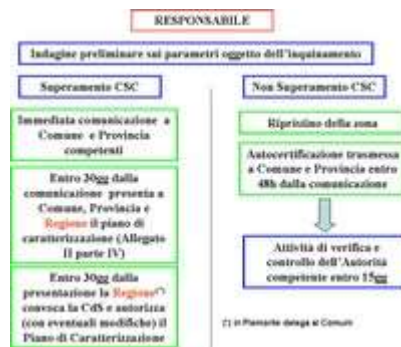 RESPONSABILE
Indagine preliminare sui parametri oggetto dell'inquinamento
Superamento CSC
Immediata comunicazione a
Comune e Provincia
competenti
Entro 30gg dalla
comunicazione presenta a
Comune, Provincia e
Regione il piano di
caratterizzazione (Allegato
II parte IV)
Entro 30gg dalla
presentazione la Regione(*)
convoca la CdS e autorizza
(con eventuali modifiche) il
Piano di Caratterizzazione
Non Superamento CSC
Ripristino della zona
Autocertificazione trasmessa
a Comune e Provincia entro
48h dalla comunicazione
Attività di verifica e
controllo dell'Autorità
competente entro 15gg
(*) in Piemonte delega ai Comuni